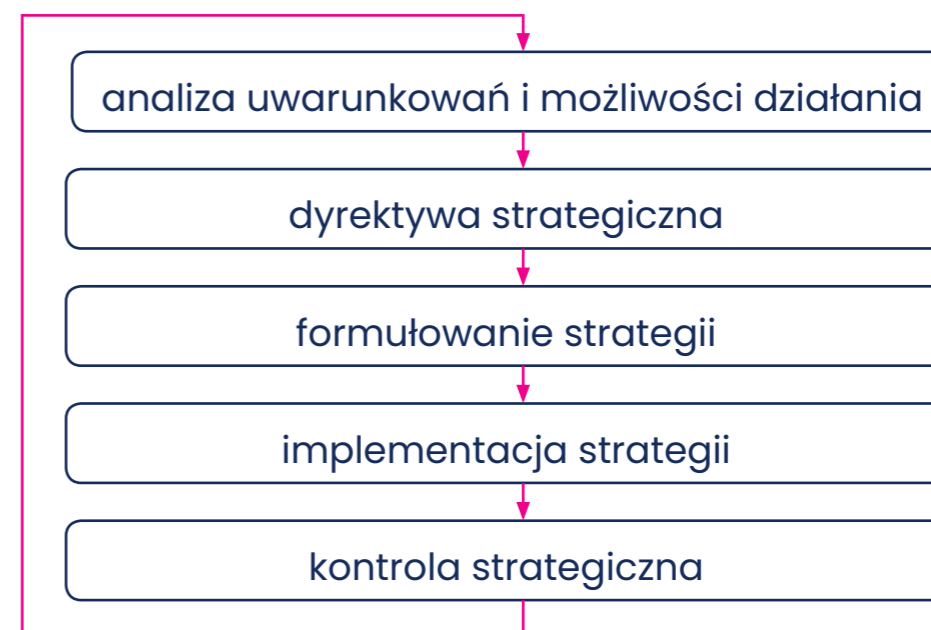 analiza uwarunkowań i możliwości działania
dyrektywa strategiczna
formułowanie strategii
implementacja strategii
kontrola strategiczna